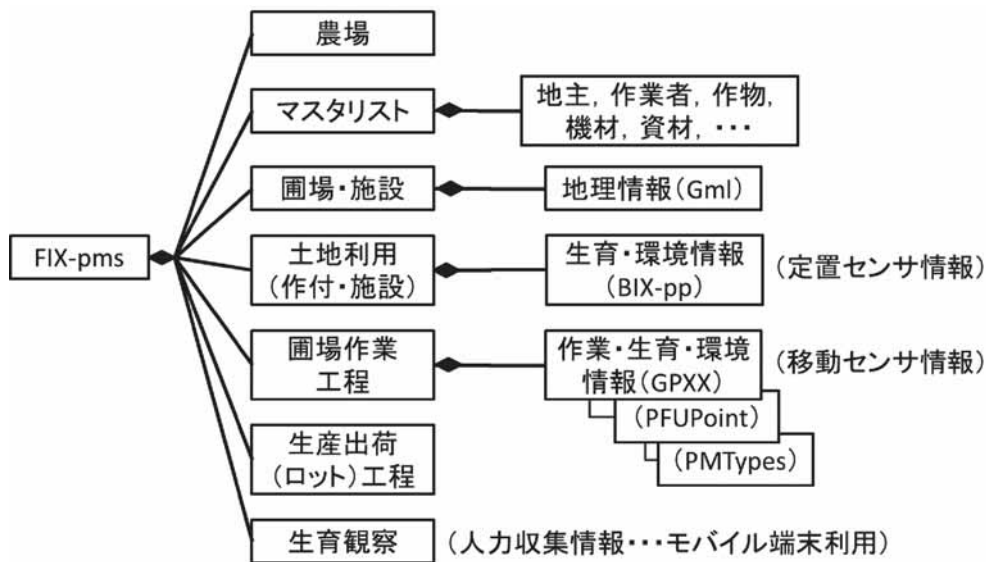 農場
マスタリスト
地主, 作業者, 作物,
機材, 資材, ・・・
圃場・施設
地理情報(Gml)
FIX-pms
土地利用
(作付・施設)
生育・環境情報
(BIX-pp)
(定置センサ情報)
圃場作業
工程
作業・生育・環境
情報(GPXX)
(移動センサ情報)
(PFUPoint)
(PMTypes)
生産出荷
(ロット)工程
生育観察
(人力収集情報・・・モバイル端末利用)